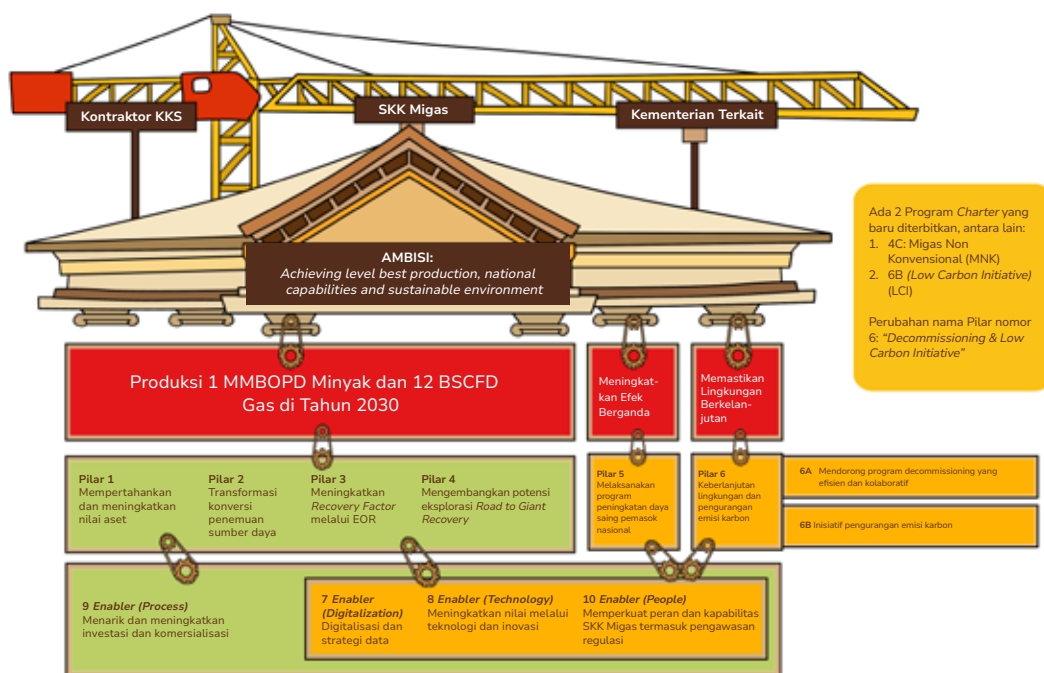 Kontraktor KKS
SKK Migas
Kementerian Terkait
AMBISI:
Achieving level best production, national
capabilities and sustainable environment
Ada 2 Program Charter yang
baru diterbitkan, antara lain:
1. 4C: Migas Non
Konvensional (MNK)
2. 6B (Low Carbon Initiative)
(LCI)
Perubahan nama Pilar nomor
6: “Decommissioning & Low
Carbon Initiative”
Produksi 1 MMBOPD Minyak dan 12 BSCFD
Gas di Tahun 2030
Meningkat-
kan Efek
Berganda
Memastikan
Lingkungan
Berkelan-
jutan
Pilar 1
Mempertahankan
dan meningkatkan
nilai aset
Pilar 2
Transformasi
konversi
penemuan
sumber daya
Pilar 3
Meningkatkan
Recovery Factor
melalui EOR
Pilar 4
Mengembangkan potensi
eksplorasi Road to Giant
Recovery
Pilar 5
Melaksanakan
program
peningkatan daya
saing pemasok
nasional
Pilar 6
Keberlanjutan
lingkungan dan
pengurangan
emisi karbon
6A Mendorong program decommissioning yang
efisien dan kolaboratif
6B Inisiatif pengurangan emisi karbon
9 Enabler (Process)
Menarik dan meningkatkan
investasi dan komersialisasi
7 Enabler
(Digitalization)
Digitalisasi dan
strategi data
8 Enabler (Technology)
Meningkatkan nilai melalui
teknologi dan inovasi
10 Enabler (People)
Memperkuat peran dan kapabilitas
SKK Migas termasuk pengawasan
regulasi